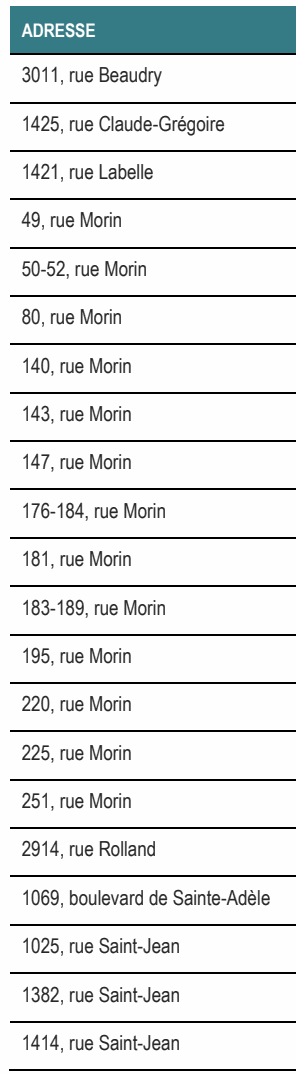 ADRESSE
3011, rue Beaudry
1425, rue Claude-Grégoire
1421, rue Labelle
49, rue Morin
50-52, rue Morin
80, rue Morin
140, rue Morin
143, rue Morin
147, rue Morin
176-184, rue Morin
181, rue Morin
183-189, rue Morin
195, rue Morin
220, rue Morin
225, rue Morin
251, rue Morin
2914, rue Rolland
1069, boulevard de Sainte-Adèle
1025, rue Saint-Jean
1382, rue Saint-Jean
1414, rue Saint-Jean